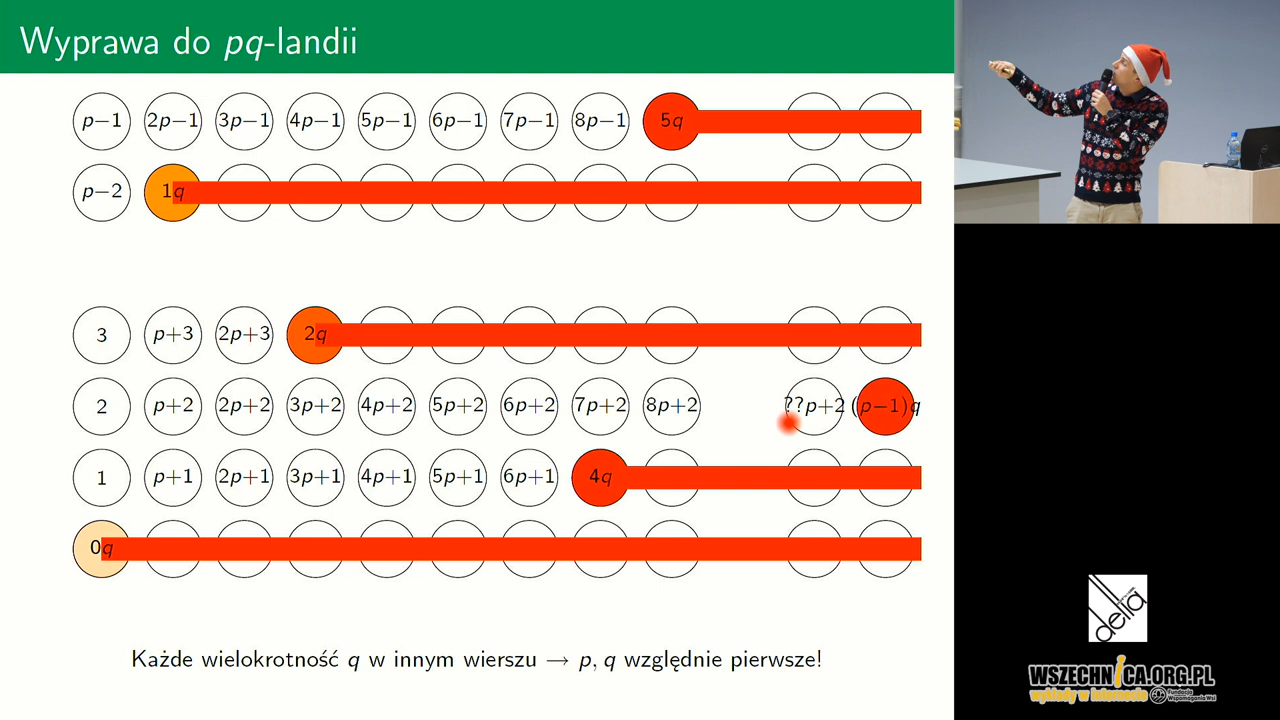 Wyprawa do pq-landii
p−1 2p−1 3p−1 4p−1 5p−1 6p−1 7p−1 8p−1 5q
p−2 1q
3 p+3 2p+3 2q
2 p+2 2p+2 3p+2 4p+2 5p+2 6p+2 7p+2 8p+2 ??p+2 (p−1)q
1 p+1 2p+1 3p+1 4p+1 5p+1 6p+1 4q
0q
Każde wielokrotność q w innym wierszu → p, q względnie pierwsze!
delta
WSZECHNICA.ORG.PL
wykłady w internecie